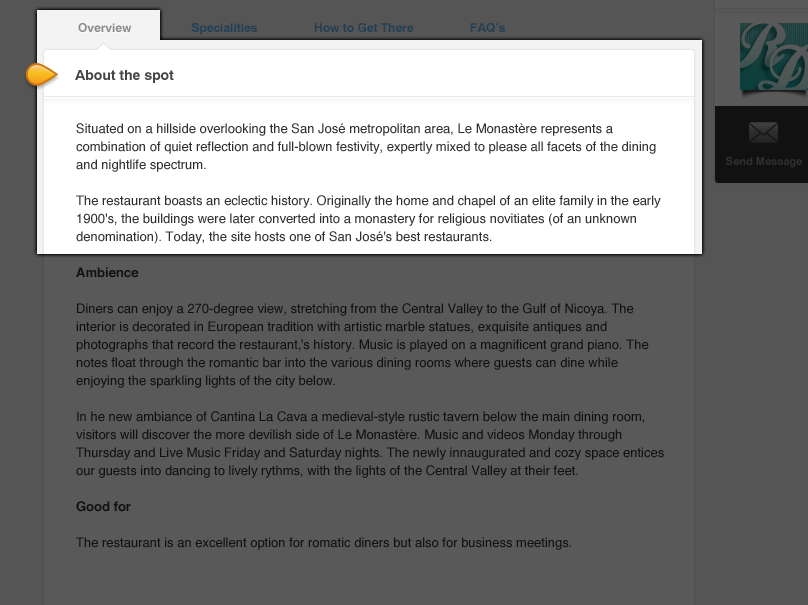 Overview
Specialities
How to Get There
FAQ's
About the spot
Situated on a hillside overlooking the San José metropolitan area, Le Monastère represents a
combination of quiet reflection and full-blown festivity, expertly mixed to please all facets of the dining
and nightlife spectrum.
The restaurant boasts an eclectic history. Originally the home and chapel of an elite family in the early
1900's, the buildings were later converted into a monastery for religious novitiates (of an unknown
denomination). Today, the site hosts one of San José's best restaurants.
Ambience
Diners can enjoy a 270-degree view, stretching from the Central Valley to the Gulf of Nicoya. The
interior is decorated in European tradition with artistic marble statues, exquisite antiques and
photographs that record the restaurant,'s history. Music is played on a magnificent grand piano. The
notes float through the romantic bar into the various dining rooms where guests can dine while
enjoying the sparkling lights of the city below.
In he new ambiance of Cantina La Cava a medieval-style rustic tavern below the main dining room,
visitors will discover the more devilish side of Le Monastère. Music and videos Monday through
Thursday and Live Music Friday and Saturday nights. The newly innaugurated and cozy space entices
our guests into dancing to lively rythms, with the lights of the Central Valley at their feet.
Good for
The restaurant is an excellent option for romatic diners but also for business meetings.
RD
Send Message